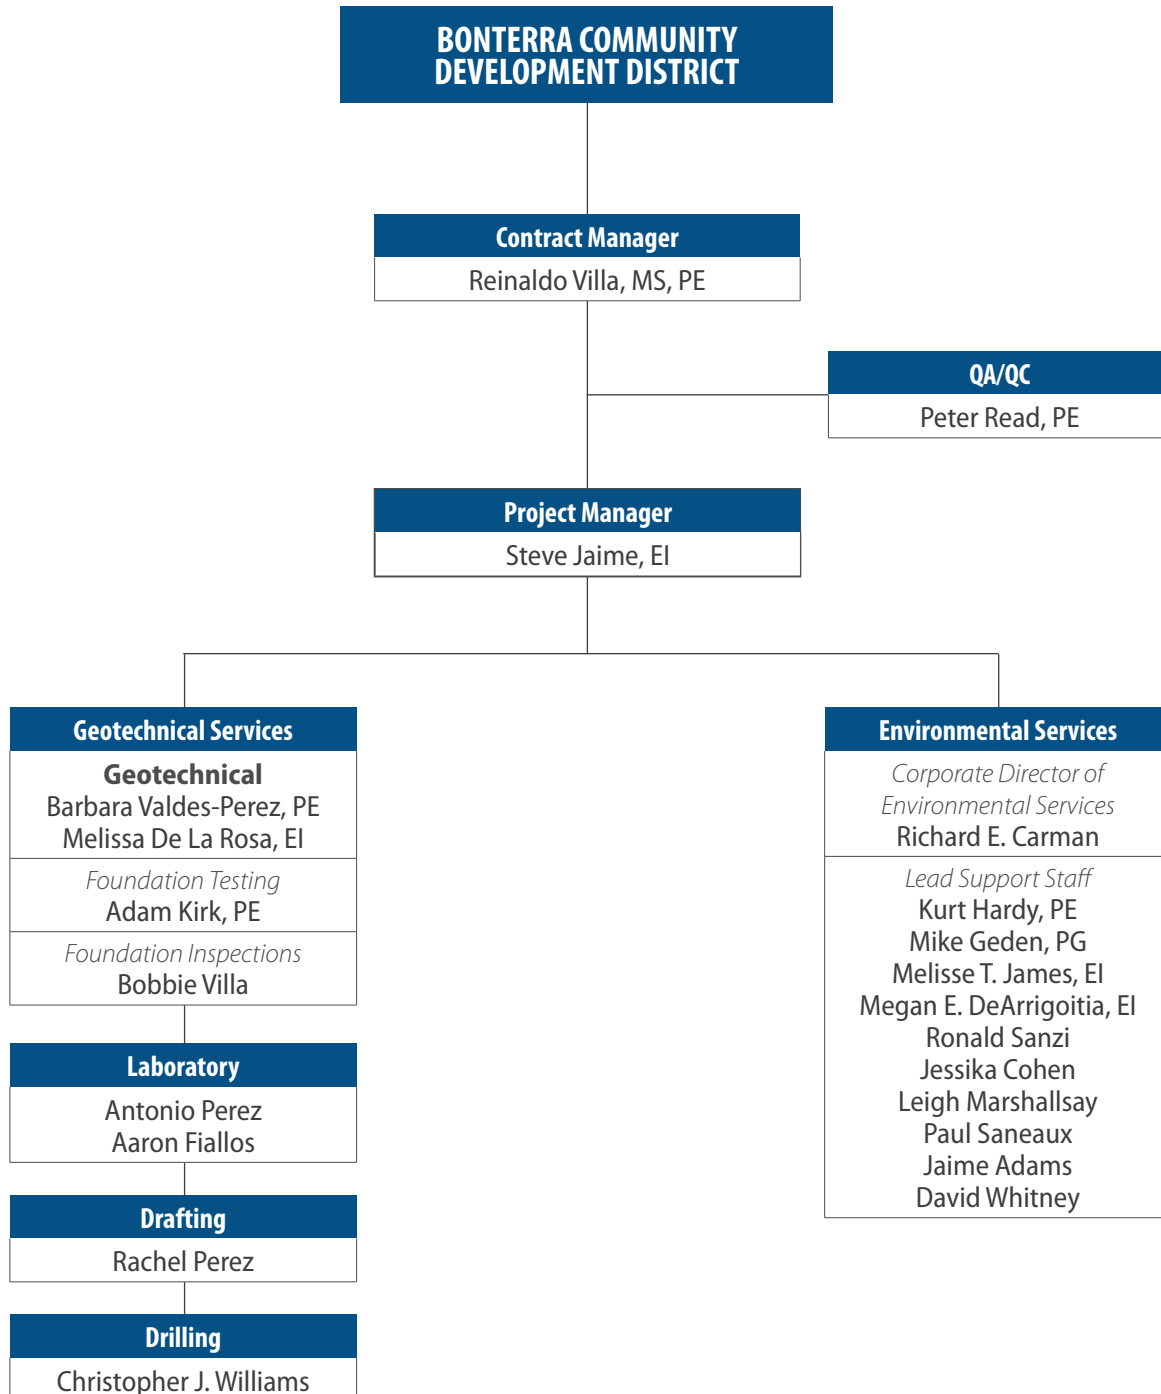 BONTERRA COMMUNITY
DEVELOPMENT DISTRICT
Contract Manager
Reinaldo Villa, MS, PE
QA/QC
Peter Read, PE
Project Manager
Steve Jaime, EI
Geotechnical Services
Geotechnical
Barbara Valdes-Perez, PE
Melissa De La Rosa, EI
Foundation Testing
Adam Kirk, PE
Foundation Inspections
Bobbie Villa
Laboratory
Antonio Perez
Aaron Fiallos
Drafting
Rachel Perez
Drilling
Christopher J. Williams
Environmental Services
Corporate Director of
Environmental Services
Richard E. Carman
Lead Support Staff
Kurt Hardy, PE
Mike Geden, PG
Melisse T. James, EI
Megan E. DeArrigoitia, EI
Ronald Sanzi
Jessika Cohen
Leigh Marshallsay
Paul Saneaux
Jaime Adams
David Whitney